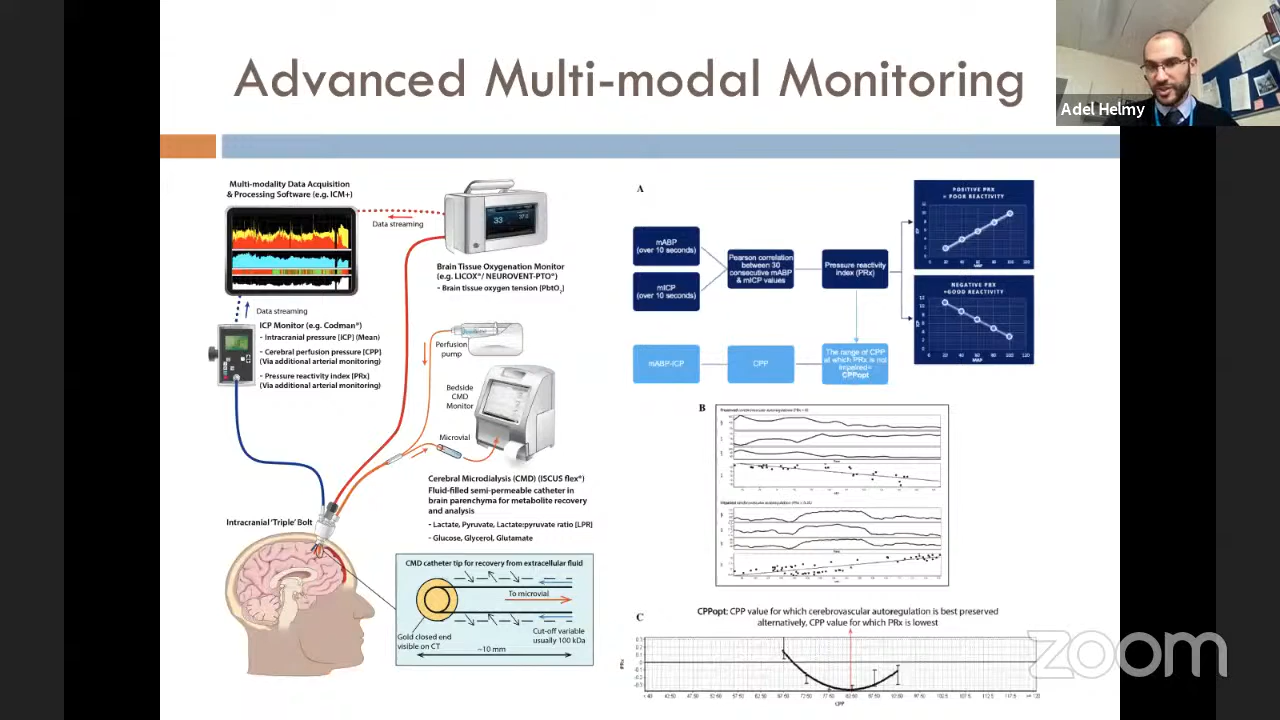 Advanced Multi-modal Monitoring
Adel Helmy
Multi-modality Data Acquisition
& Processing Software (e.g. ICM+)
Data streaming
33
Brain Tissue Oxygenation Monitor
(e.g. LICOX®/ NEUROVENT-PTO®)
- Brain tissue oxygen tension [PbtO2]
Data streaming
ICP Monitor (e.g. Codman®)
- Intracranial pressure [ICP] (Mean)
- Cerebral perfusion pressure [CPP]
(Via additional arterial monitoring)
- Pressure reactivity index [PRx]
(Via additional arterial monitoring)
Perfusion
pump
Bedside
CMD
Monitor
Microvial
Cerebral Microdialysis (CMD) (ISCUS flex®)
Fluid-filled semi-permeable catheter in
brain parenchyma for metabolite recovery
and analysis
- Lactate, Pyruvate, Lactate:pyruvate ratio [LPR]
- Glucose, Glycerol, Glutamate
Intracranial 'Triple' Bolt
CMD catheter tip for recovery from extracellular fluid
To microvial
Gold closed end
visible on CT
Cut-off variable
usually 100 kDa
~10 mm
A
mABP
(over 10 seconds)
mICP
(over 10 seconds)
Pearson correlation
between 30
consecutive mABP
& mICP values
Pressure reactivity
index (PRx)
POSITIVE PRX
= POOR REACTIVITY
NEGATIVE PRX
=GOOD REACTIVITY
mABP-ICP
CPP
The range of CPP
at which PRx is not
impaired=
CPPopt
B
C
CPPopt: CPP value for which cerebrovascular autoregulation is best preserved
alternatively, CPP value for which PRx is lowest
PRx
CPP
zoom